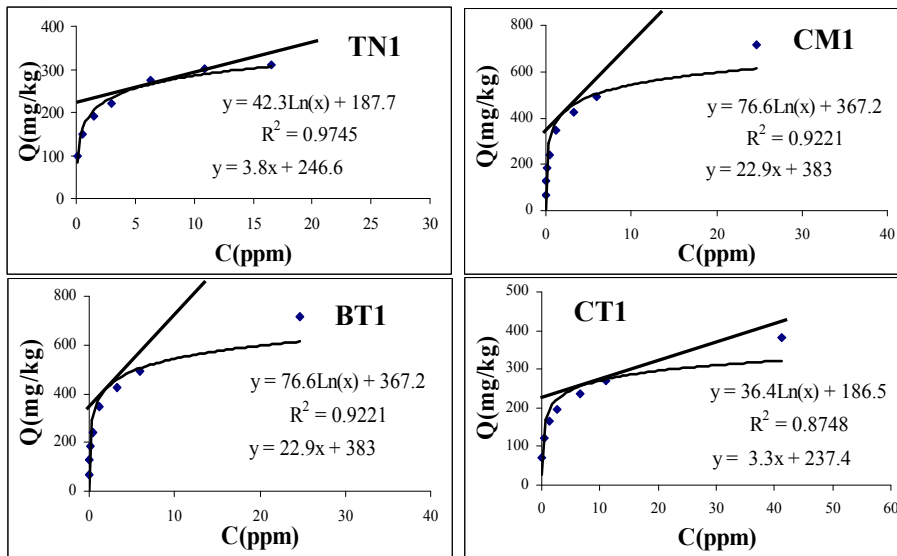 TN1
Q(mg/kg)
400
300
200
100
0
y = 42.3Ln(x) + 187.7
R² = 0.9745
y = 3.8x + 246.6
0 5 10 15 20 25 30
C(ppm)
CM1
Q(mg/kg)
800
600
400
200
0
y = 76.6Ln(x) + 367.2
R² = 0.9221
y = 22.9x + 383
0 10 20 30 40
C(ppm)
BT1
Q(mg/kg)
800
600
400
200
0
y = 76.6Ln(x) + 367.2
R² = 0.9221
y = 22.9x + 383
0 10 20 30 40
C(ppm)
CT1
Q(mg/kg)
500
400
300
200
100
0
y = 36.4Ln(x) + 186.5
R² = 0.8748
y = 3.3x + 237.4
0 10 20 30 40 50 60
C(ppm)